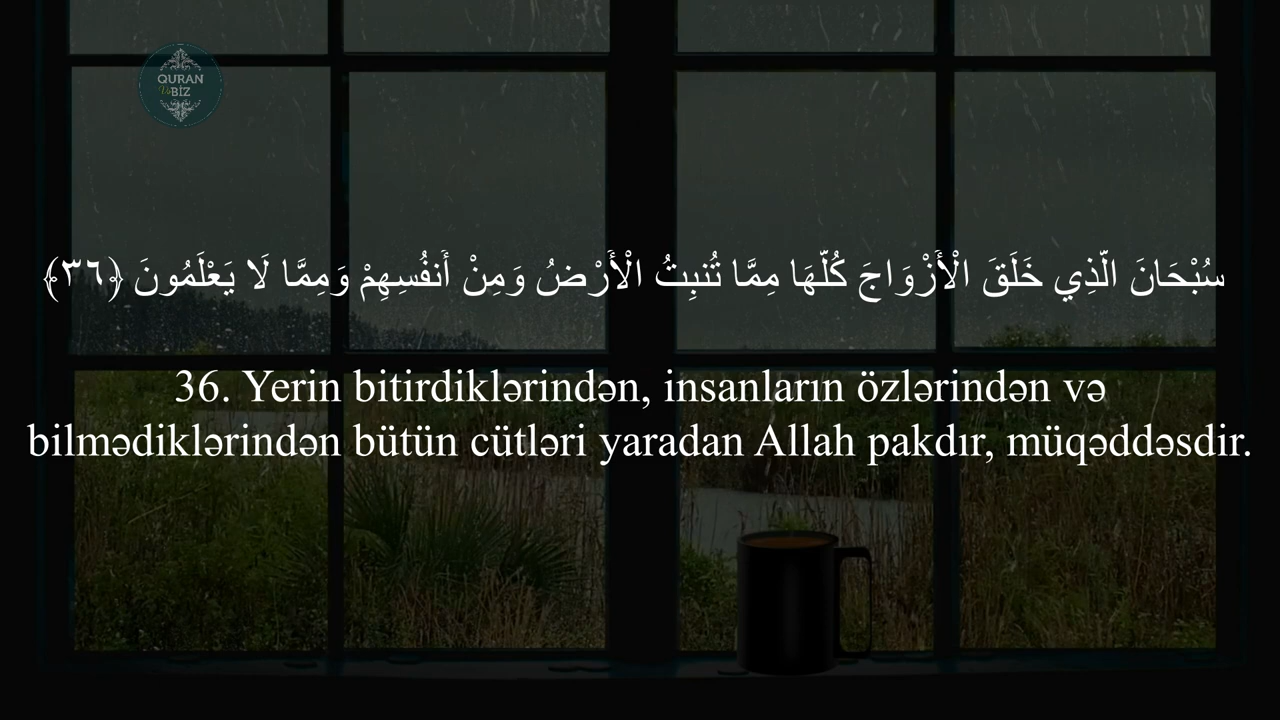 QURAN
Və BİZ
سُبْحَانَ الَّذِي خَلَقَ الْأَزْوَاجَ كُلَّهَا مِمَّا تُنبِتُ الْأَرْضُ وَمِنْ أَنفُسِهِمْ وَمِمَّا لَا يَعْلَمُونَ ﴿٣٦﴾
36. Yerin bitirdiklərindən, insanların özlərindən və
bilmədiklərindən bütün cütləri yaradan Allah pakdır, müqəddəsdir.